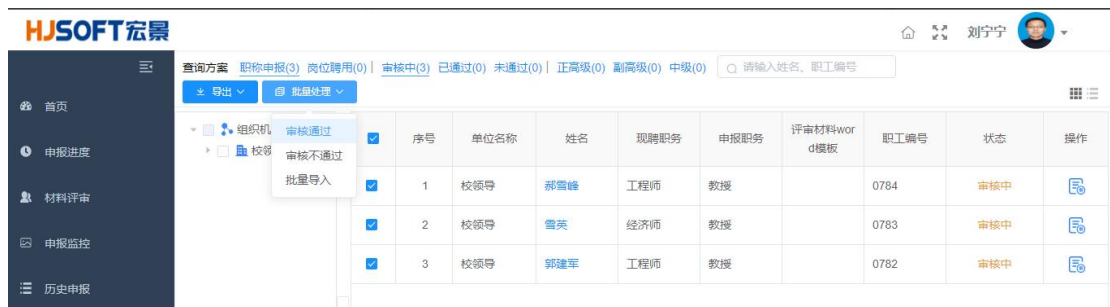 HJSOFT宏景
刘宁宁
查询方案 职称申报(3) 岗位聘用(0) | 审核中(3) 已通过(0) 未通过(0) | 正高级(0) 副高级(0) 中级(0) 请输入姓名、职工编号
导出 批量处理
首页
申报进度
材料评审
申报监控
历史申报
组织机
校领
审核通过
审核不通过
批量导入
序号 单位名称 姓名 现聘职务 申报职务 评审材料wor
d模板 职工编号 状态 操作
1 校领导 郝雪峰 工程师 教授 0784 审核中
2 校领导 雪英 经济师 教授 0783 审核中
3 校领导 郭建军 工程师 教授 0782 审核中